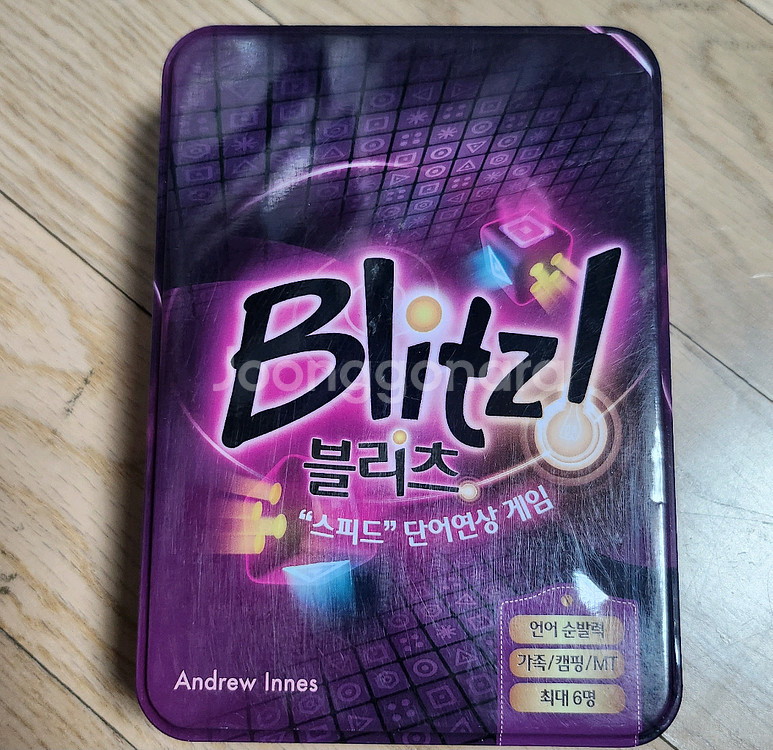 Blitz!
Joonggonara
블리츠
“스피드” 단어연상 게임
언어 순발력
가족/캠핑/MT
최대 6명
Andrew Innes